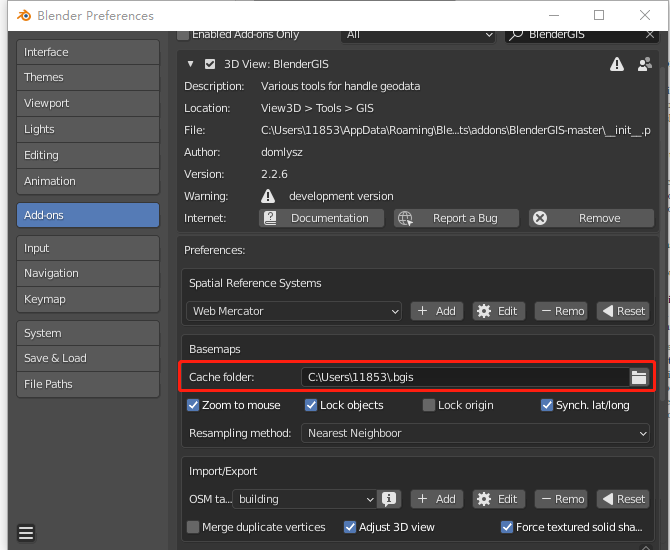 Blender Preferences
Interface
Themes
Viewport
Lights
Editing
Animation
Add-ons
Input
Navigation
Keymap
System
Save & Load
File Paths
Enabled Add-ons Only All BlenderGIS
3D View: BlenderGIS
Description: Various tools for handle geodata
Location: View3D > Tools > GIS
File: C:\Users\11853\AppData\Roaming\Ble...ts\addons\BlenderGIS-master\__init__.p
Author: domlysz
Version: 2.2.6
Warning: development version
Internet: Documentation Report a Bug Remove
Preferences:
Spatial Reference Systems
Web Mercator Add Edit Remo Reset
Basemaps
Cache folder: C:\Users\11853\.bgis
Zoom to mouse Lock objects Lock origin Synch. lat/long
Resampling method: Nearest Neighboor
Import/Export
OSM ta... building Add Edit Remo Reset
Merge duplicate vertices Adjust 3D view Force textured solid sha...